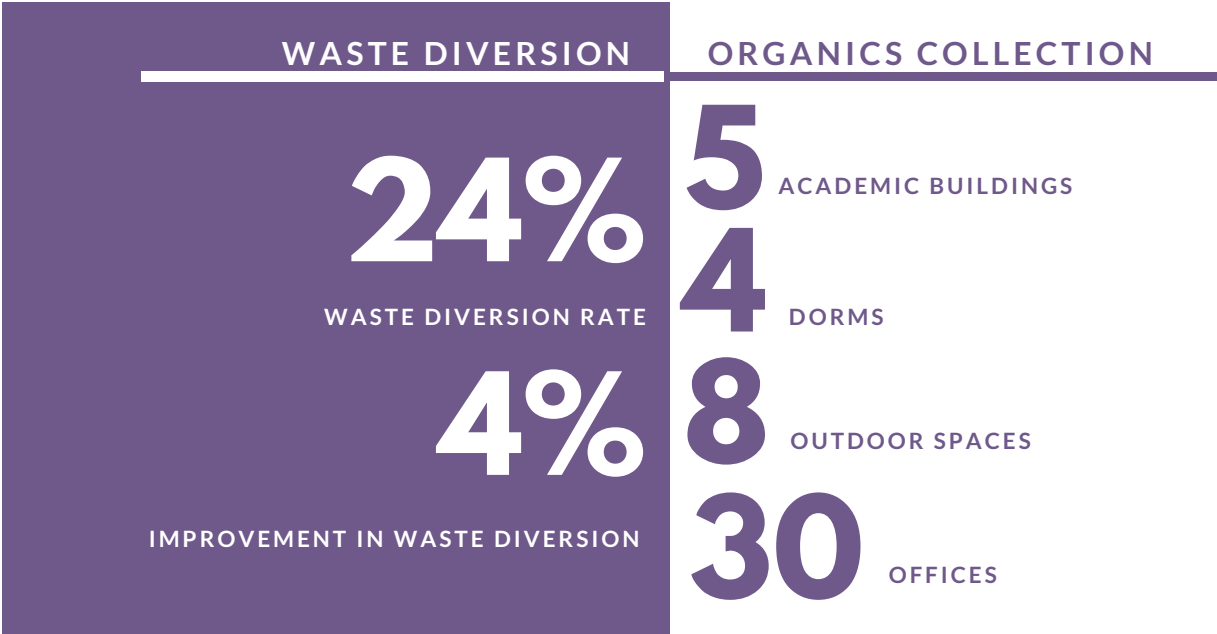 WASTE DIVERSION
24%
WASTE DIVERSION RATE
4%
IMPROVEMENT IN WASTE DIVERSION
ORGANICS COLLECTION
5 ACADEMIC BUILDINGS
4 DORMS
8 OUTDOOR SPACES
30 OFFICES